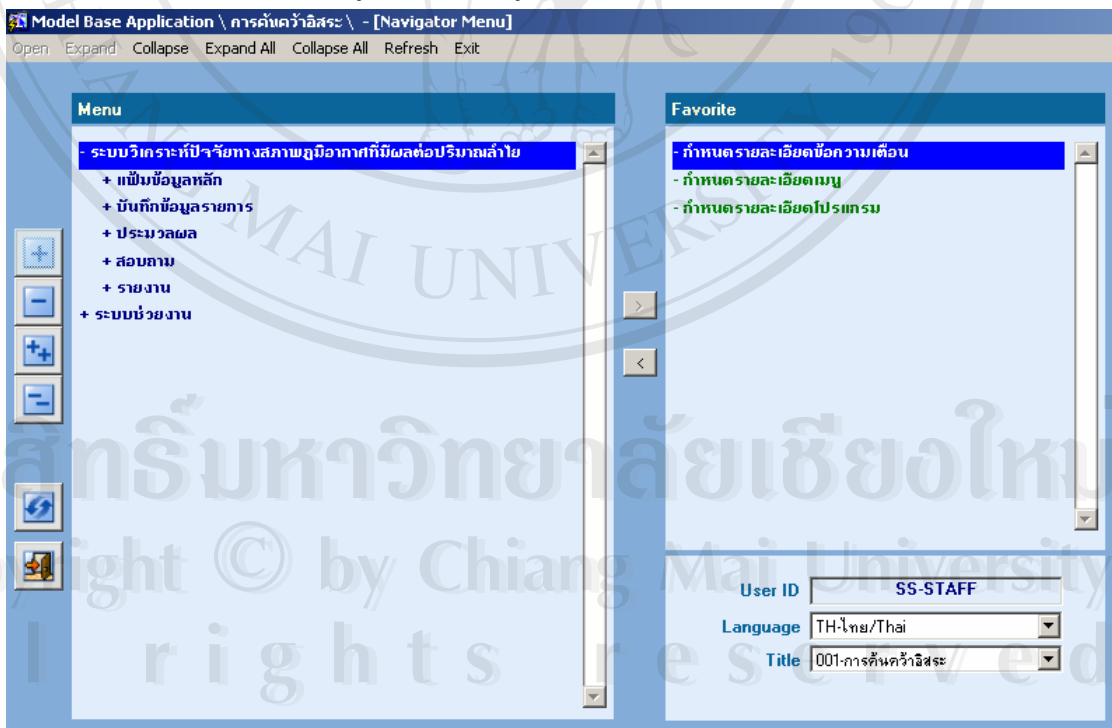 Model Base Application \ การค้นคว้าอิสระ \ - [Navigator Menu]
Open Expand Collapse Expand All Collapse All Refresh Exit
Menu
- ระบบวิเคราะห์ปัจจัยทางสภาพภูมิอากาศที่มีผลต่อปริมาณลำไย
+ แฟ้มข้อมูลหลัก
+ บันทึกข้อมูลรายการ
+ ประมวลผล
+ สอบถาม
+ รายงาน
+ ระบบช่วยงาน
>
<
Favorite
- กำหนดรายละเอียดข้อความเตือน
- กำหนดรายละเอียดเมนู
- กำหนดรายละเอียดโปรแกรม
User ID SS-STAFF
Language TH-ไทย/Thai
Title 001-การค้นคว้าอิสระ
CHIANG MAI UNIVERSITY 196
สิทธิ์มหาวิทยาลัยเชียงใหม่
yright © by Chiang Mai University
l rights reserved